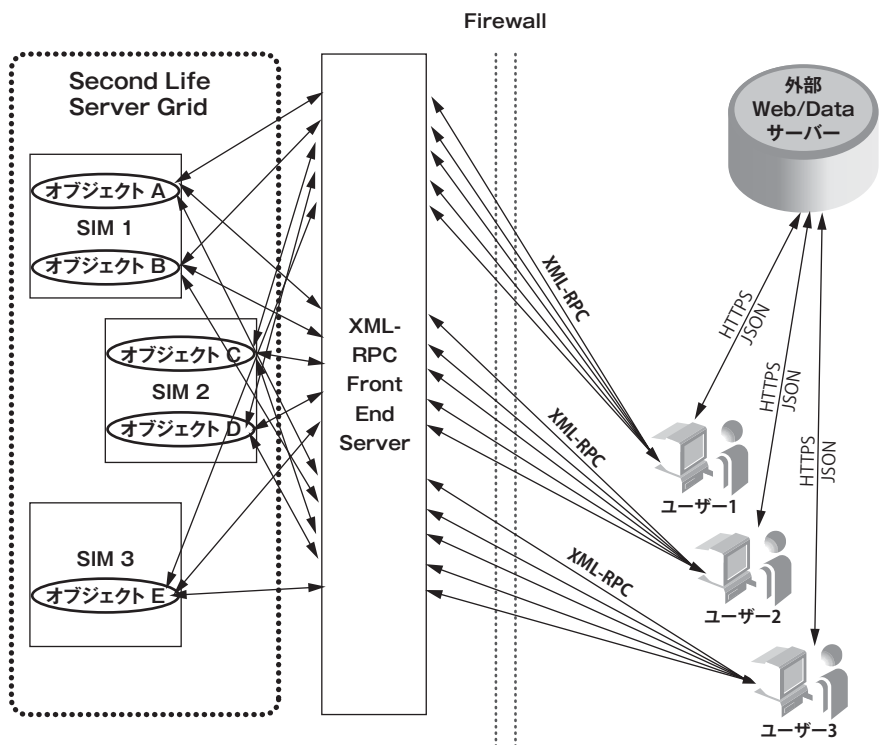 Firewall
Second Life
Server Grid
オブジェクト A
SIM 1
オブジェクト B
オブジェクト C
SIM 2
オブジェクト D
SIM 3
オブジェクト E
XML-
RPC
Front
End
Server
外部
Web/Data
サーバー
XML-RPC
HTTPS
JSON
ユーザー1
XML-RPC
HTTPS
JSON
ユーザー2
XML-RPC
HTTPS
JSON
ユーザー3